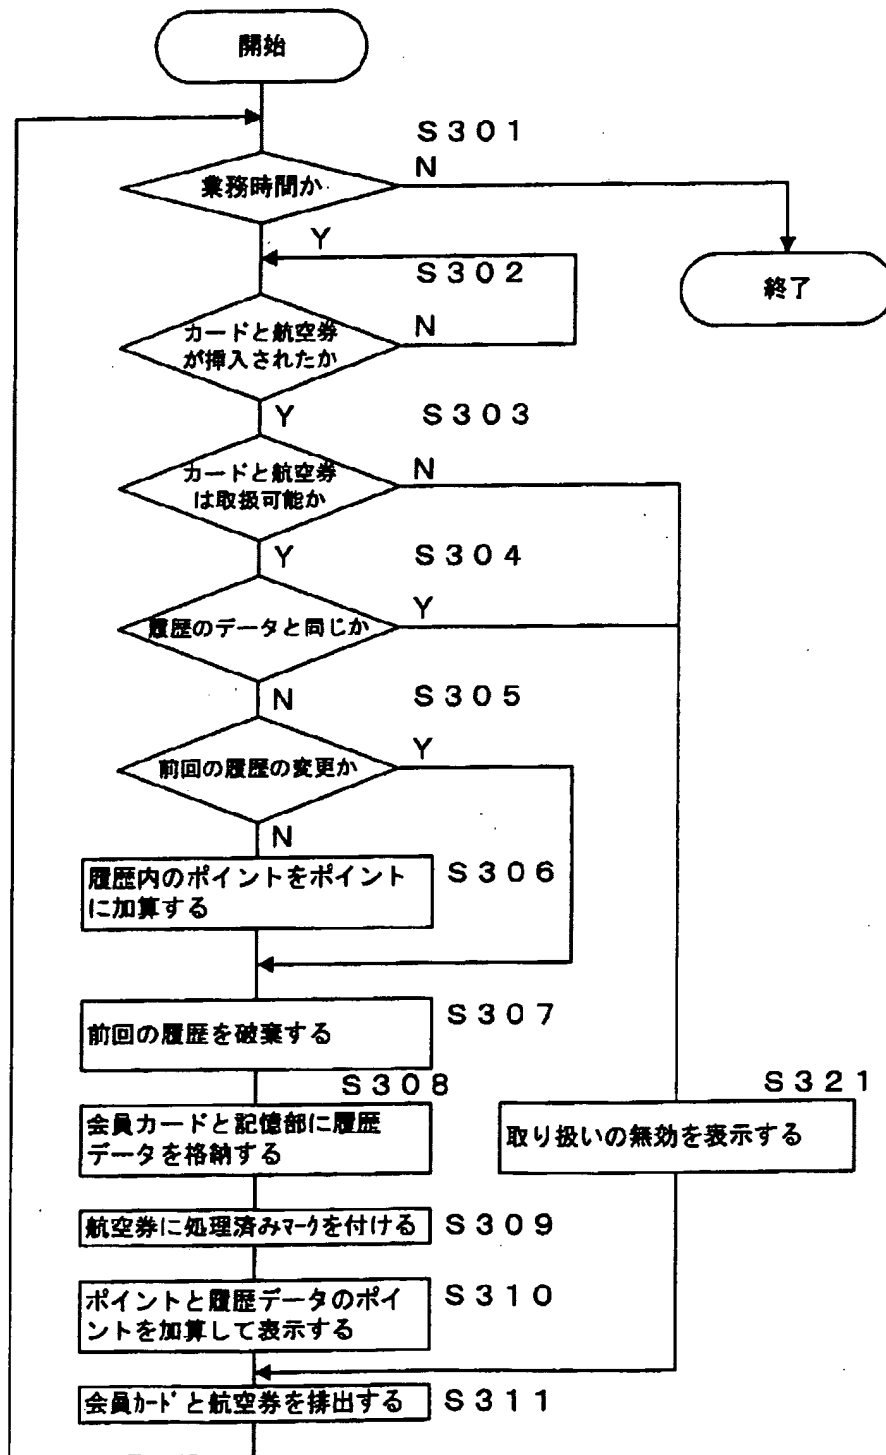 開始
S301
業務時間か
N
Y
終了
S302
カードと航空券
が挿入されたか
N
Y
S303
カードと航空券
は取扱可能か
N
Y
S304
履歴のデータと同じか
Y
N
S305
前回の履歴の変更か
Y
N
履歴内のポイントをポイント
に加算する
S306
前回の履歴を破棄する
S307
S308
会員カードと記憶部に履歴
データを格納する
S321
取り扱いの無効を表示する
航空券に処理済みマークを付ける
S309
ポイントと履歴データのポイ
ントを加算して表示する
S310
会員カードと航空券を排出する
S311